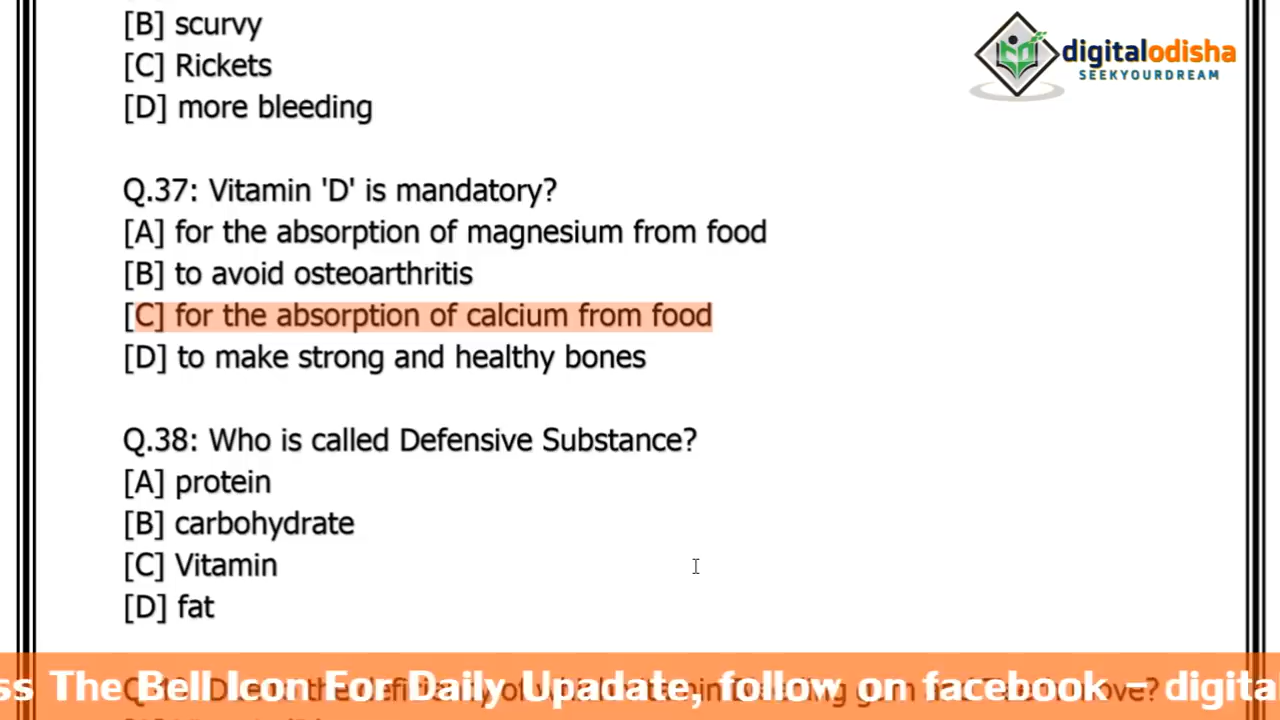 [B] scurvy
[C] Rickets
[D] more bleeding
digitalodisha
SEEKYOURDREAM
Q.37: Vitamin 'D' is mandatory?
[A] for the absorption of magnesium from food
[B] to avoid osteoarthritis
[C] for the absorption of calcium from food
[D] to make strong and healthy bones
Q.38: Who is called Defensive Substance?
[A] protein
[B] carbohydrate
[C] Vitamin
[D] fat
ss The Bell Icon For Daily Upadate, follow on facebook – digital